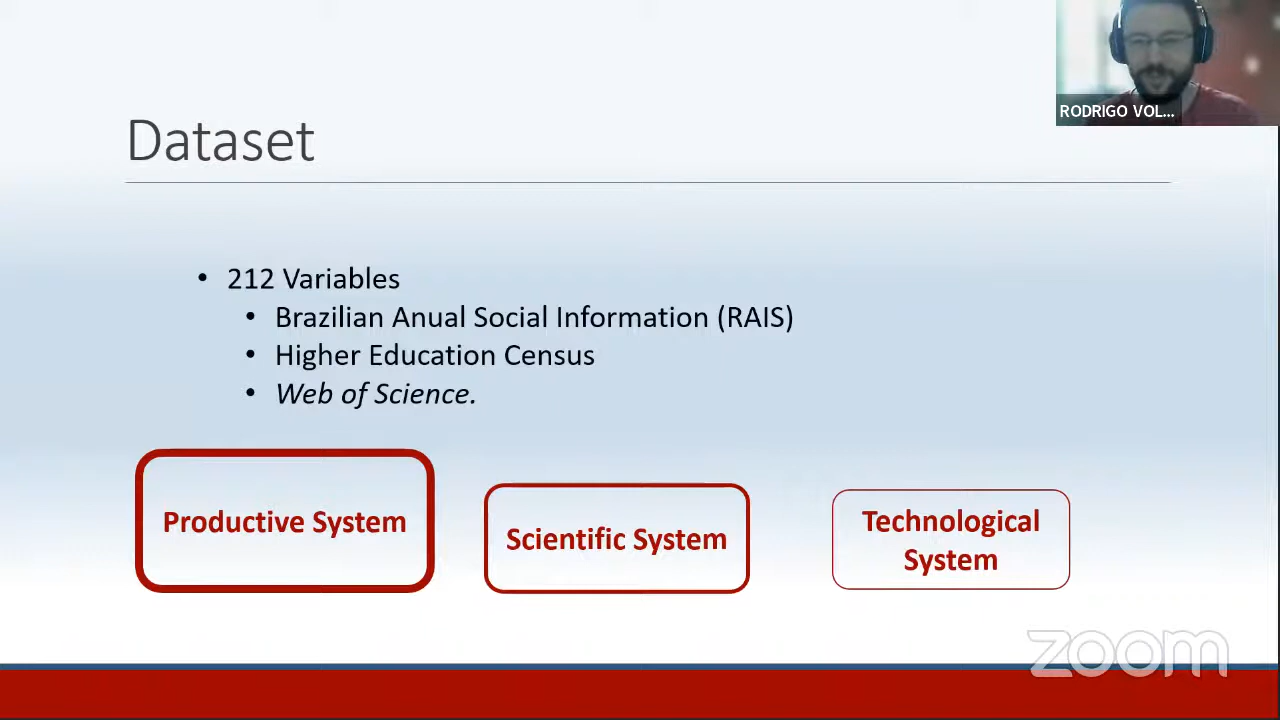 RODRIGO VOL...
Dataset
• 212 Variables
• Brazilian Anual Social Information (RAIS)
• Higher Education Census
• Web of Science.
Productive System
Scientific System
Technological
System
zoom